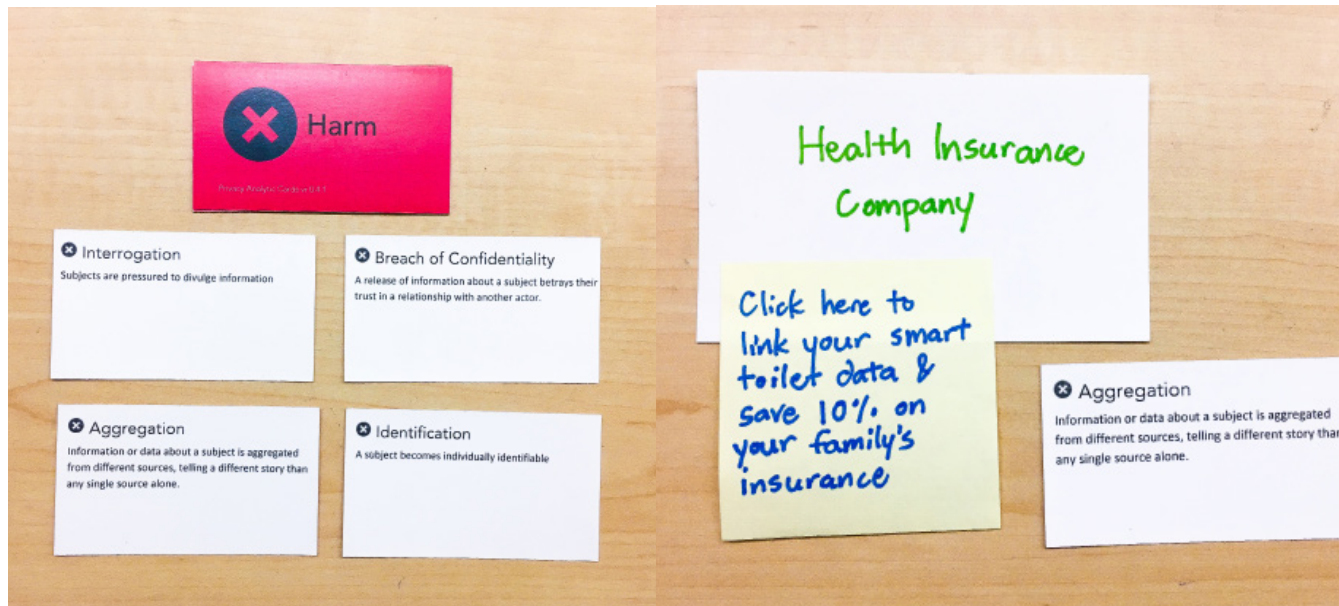 Harm
Privacy Analytic Cards v 0.4.1
Interrogation
Subjects are pressured to divulge information
Breach of Confidentiality
A release of information about a subject betrays their
trust in a relationship with another actor.
Aggregation
Information or data about a subject is aggregated
from different sources, telling a different story than
any single source alone.
Identification
A subject becomes individually identifiable
Health Insurance
Company
Click here to
link your smart
toilet data &
save 10% on
your family's
insurance
Aggregation
Information or data about a subject is aggregated
from different sources, telling a different story than
any single source alone.